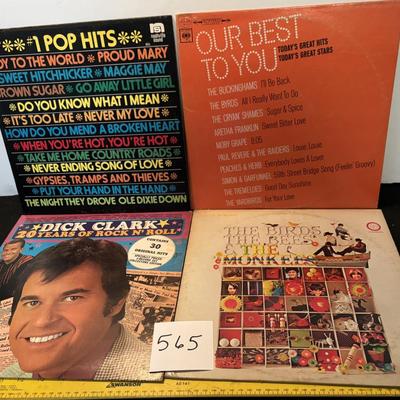 #1 POP HITS
DY TO THE WORLD ★ PROUD MARY
SWEET HITCHHICKER ★ MAGGIE MAY
BROWN SUGAR ★ GO AWAY LITTLE GIRL
DO YOU KNOW WHAT I MEAN
IT'S TOO LATE ★ NEVER MY LOVE
HOW DO YOU MEND A BROKEN HEART
WHEN YOU'RE HOT, YOU'RE HOT
TAKE ME HOME COUNTRY ROADS
NEVER ENDING SONG OF LOVE
GYPSIES, TRAMPS AND THIEVES
PUT YOUR HAND IN THE HAND
THE NIGHT THEY DROVE OLE DIXIE DOWN
OUR BEST
TO YOU
TODAY'S GREAT HITS
TODAY'S GREAT STARS
THE BUCKINGHAMS I'll Be Back
THE BYRDS All I Really Want To Do
THE CRYAN' SHAMES Sugar & Spice
ARETHA FRANKLIN Sweet Bitter Love
MOBY GRAPE 8:05
PAUL REVERE & THE RAIDERS Louie, Louie
PEACHES & HERB Everybody Loves A Lover
SIMON & GARFUNKEL 59th Street Bridge Song (Feelin' Groovy)
THE TREMELOES Good Day Sunshine
THE YARDBIRDS For Your Love
DICK CLARK
20 YEARS OF ROCK N' ROLL
CONTAINS
30
ORIGINAL HITS
THE BIRDS
THE BEES
& THE
MONKEES
565
SWANSON